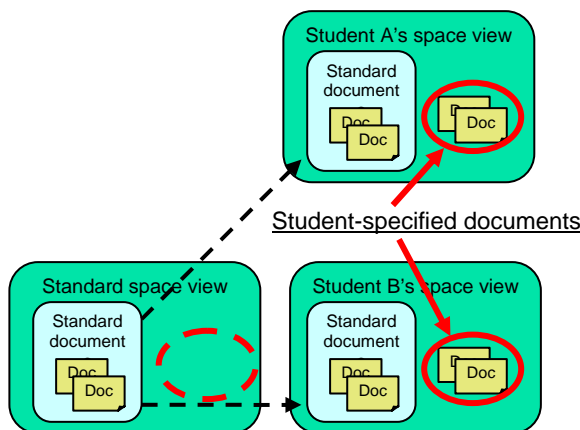 Student A's space view
Standard
document
Doc
Doc
D
Doc
Student-specified documents
Standard space view
Standard
document
Doc
Doc
Student B's space view
Standard
document
Doc
Doc
D
Doc